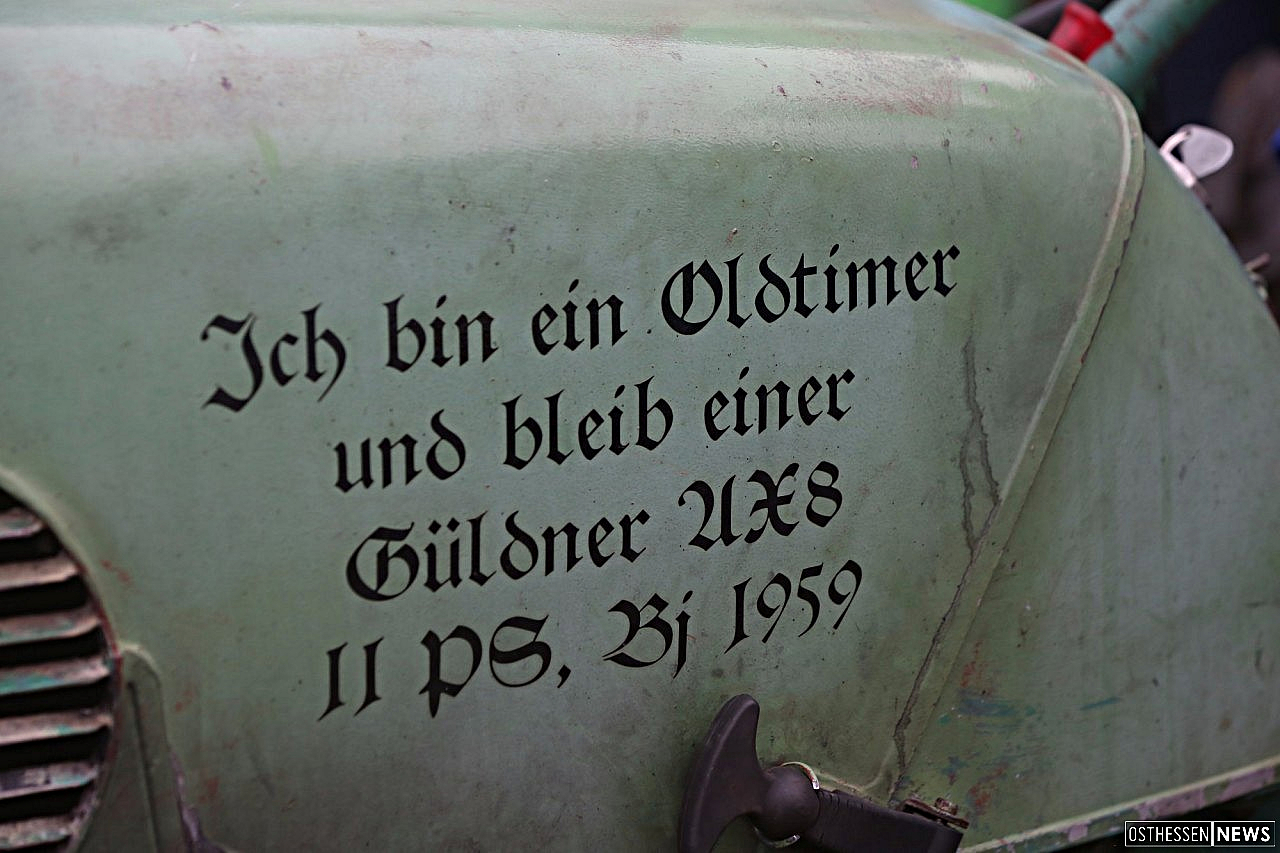 Ich bin ein Oldtimer
und bleib einer
Güldner AX8
11 PS, Bj 1959
OSTHESSEN|NEWS